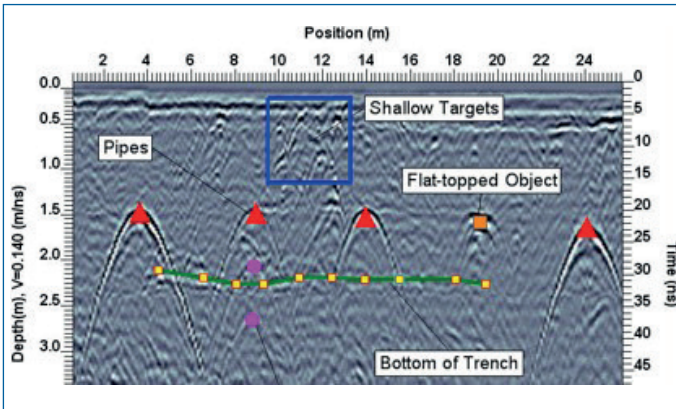 Position (m)
2 4 6 8 10 12 14 16 18 20 22 24
0.0 0.5 1.0 1.5 2.0 2.5 3.0
Depth(m), V=0.140 (m/ns)
Shallow Targets
Pipes
Flat-topped Object
Bottom of Trench
0 5 10 15 20 25 30 35 40 45
Time (ns)